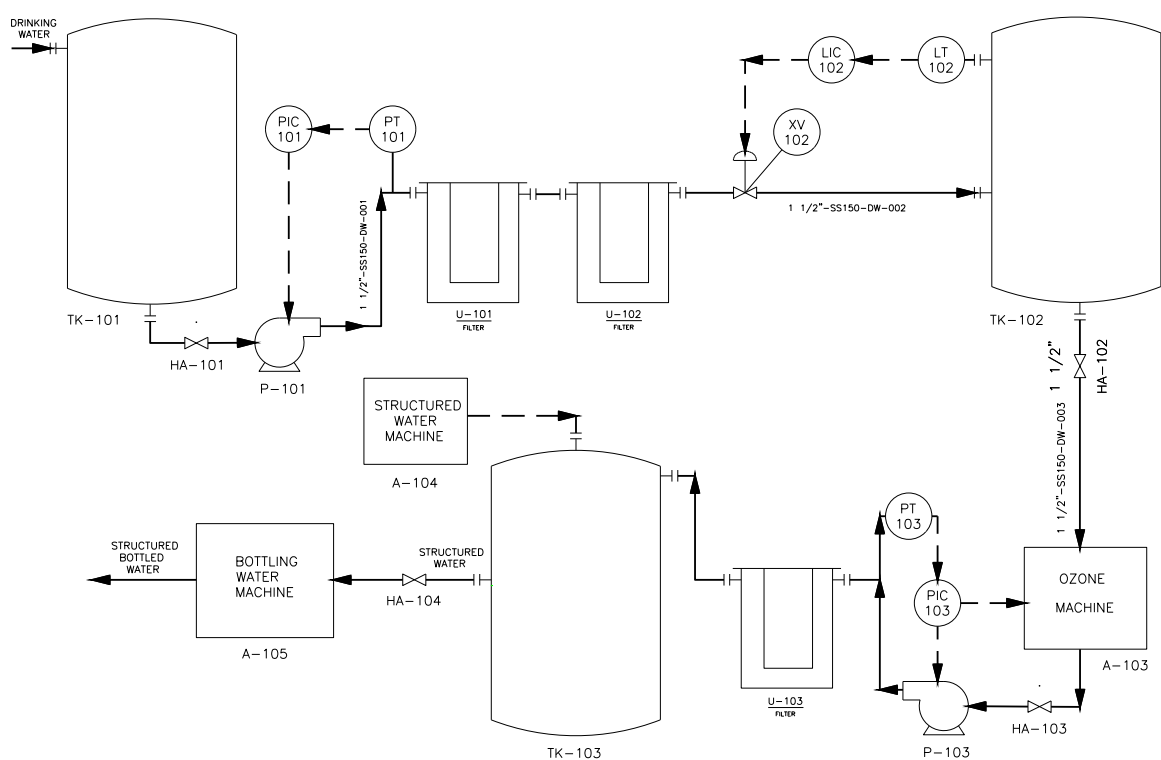 DRINKING
WATER
TK-101
HA-101
P-101
PIC
101
PT
101
1 1/2"-SS150-DW-001
U-101
FILTER
U-102
FILTER
LIC
102
LT
102
XV
102
1 1/2"-SS150-DW-002
TK-102
1 1/2"
HA-102
1 1/2"-SS150-DW-003
STRUCTURED
WATER
MACHINE
A-104
STRUCTURED
BOTTLED
WATER
BOTTLING
WATER
MACHINE
A-105
STRUCTURED
WATER
HA-104
TK-103
U-103
FILTER
PT
103
PIC
103
OZONE
MACHINE
A-103
HA-103
P-103